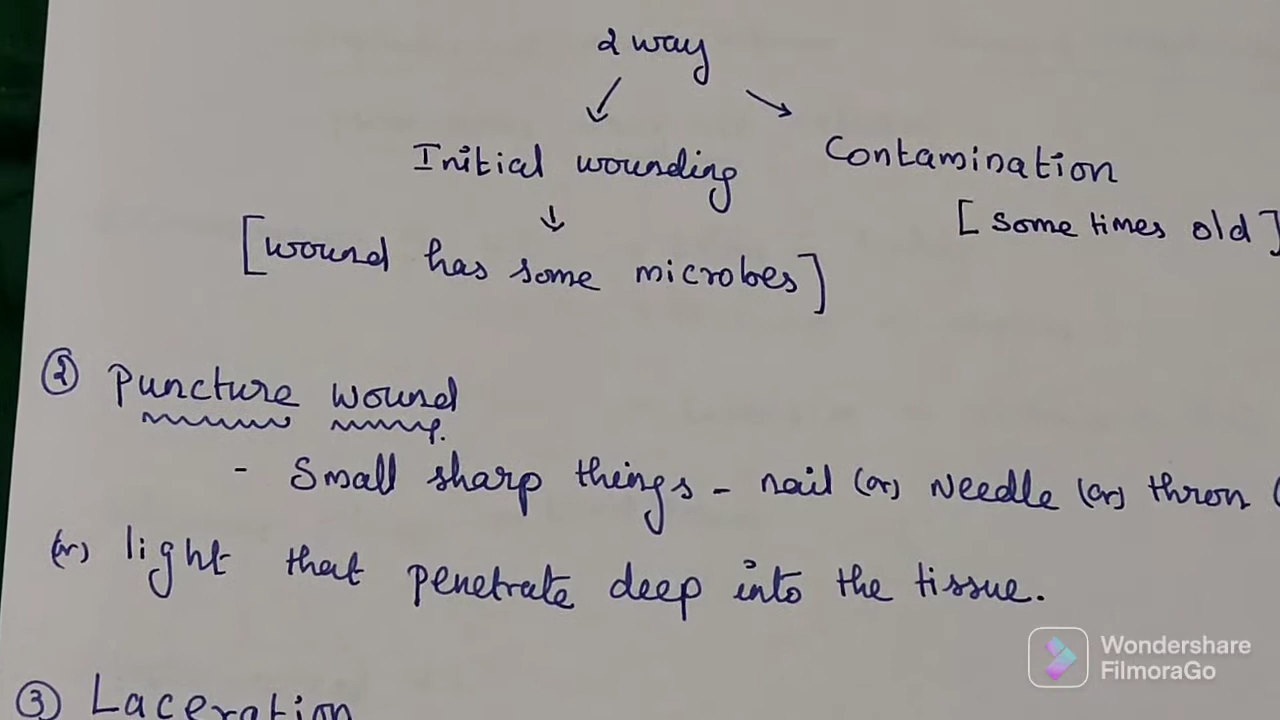 2 way
Initial wounding
Contamination
[some times old]
[wound has some microbes]
② Puncture wound
- Small sharp things - nail (or) Needle (or) thron (
(or) light that penetrate deep into the tissue.
③ Laceration
Wondershare
FilmoraGo